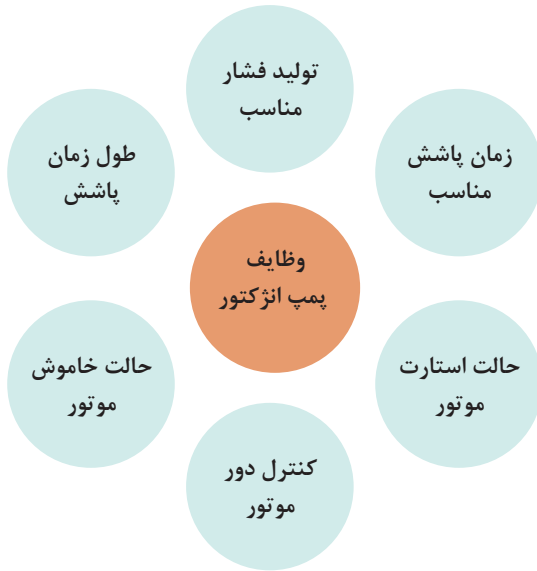 تولید فشار
مناسب
زمان پاشش
مناسب
طول زمان
پاشش
وظایف
پمپ انژکتور
حالت استارت
موتور
حالت خاموش
موتور
کنترل دور
موتور